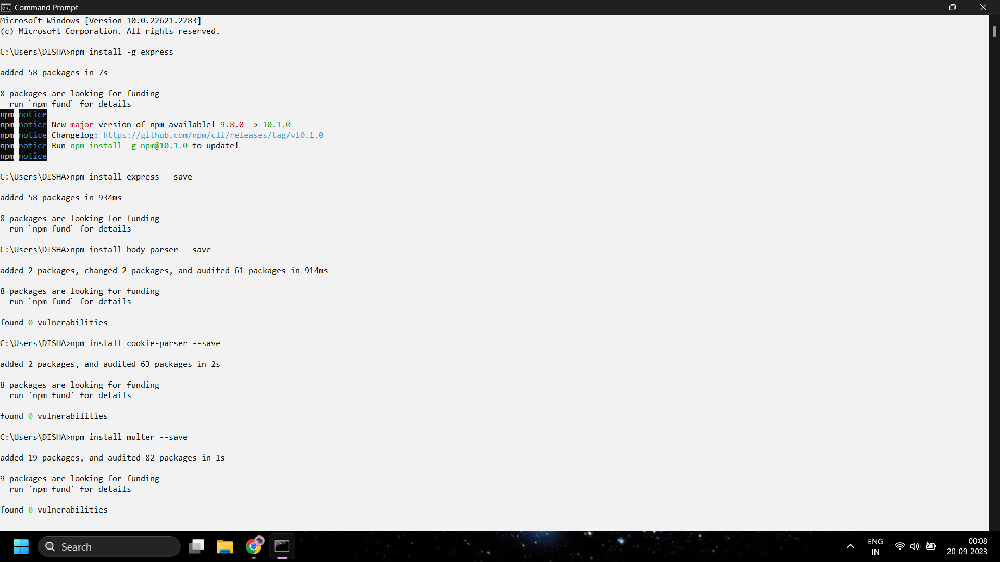 Command Prompt
Microsoft Windows [Version 10.0.22621.2283]
(c) Microsoft Corporation. All rights reserved.
C:\Users\DISHA>npm install -g express
added 58 packages in 7s
8 packages are looking for funding
  run `npm fund` for details
npm notice
npm notice New major version of npm available! 9.8.0 -> 10.1.0
npm notice Changelog: https://github.com/npm/cli/releases/tag/v10.1.0
npm notice Run npm install -g npm@10.1.0 to update!
npm notice
C:\Users\DISHA>npm install express --save
added 58 packages in 934ms
8 packages are looking for funding
  run `npm fund` for details
C:\Users\DISHA>npm install body-parser --save
added 2 packages, changed 2 packages, and audited 61 packages in 914ms
8 packages are looking for funding
  run `npm fund` for details
found 0 vulnerabilities
C:\Users\DISHA>npm install cookie-parser --save
added 2 packages, and audited 63 packages in 2s
8 packages are looking for funding
  run `npm fund` for details
found 0 vulnerabilities
C:\Users\DISHA>npm install multer --save
added 19 packages, and audited 82 packages in 1s
9 packages are looking for funding
  run `npm fund` for details
found 0 vulnerabilities
Search
ENG
IN
00:08
20-09-2023